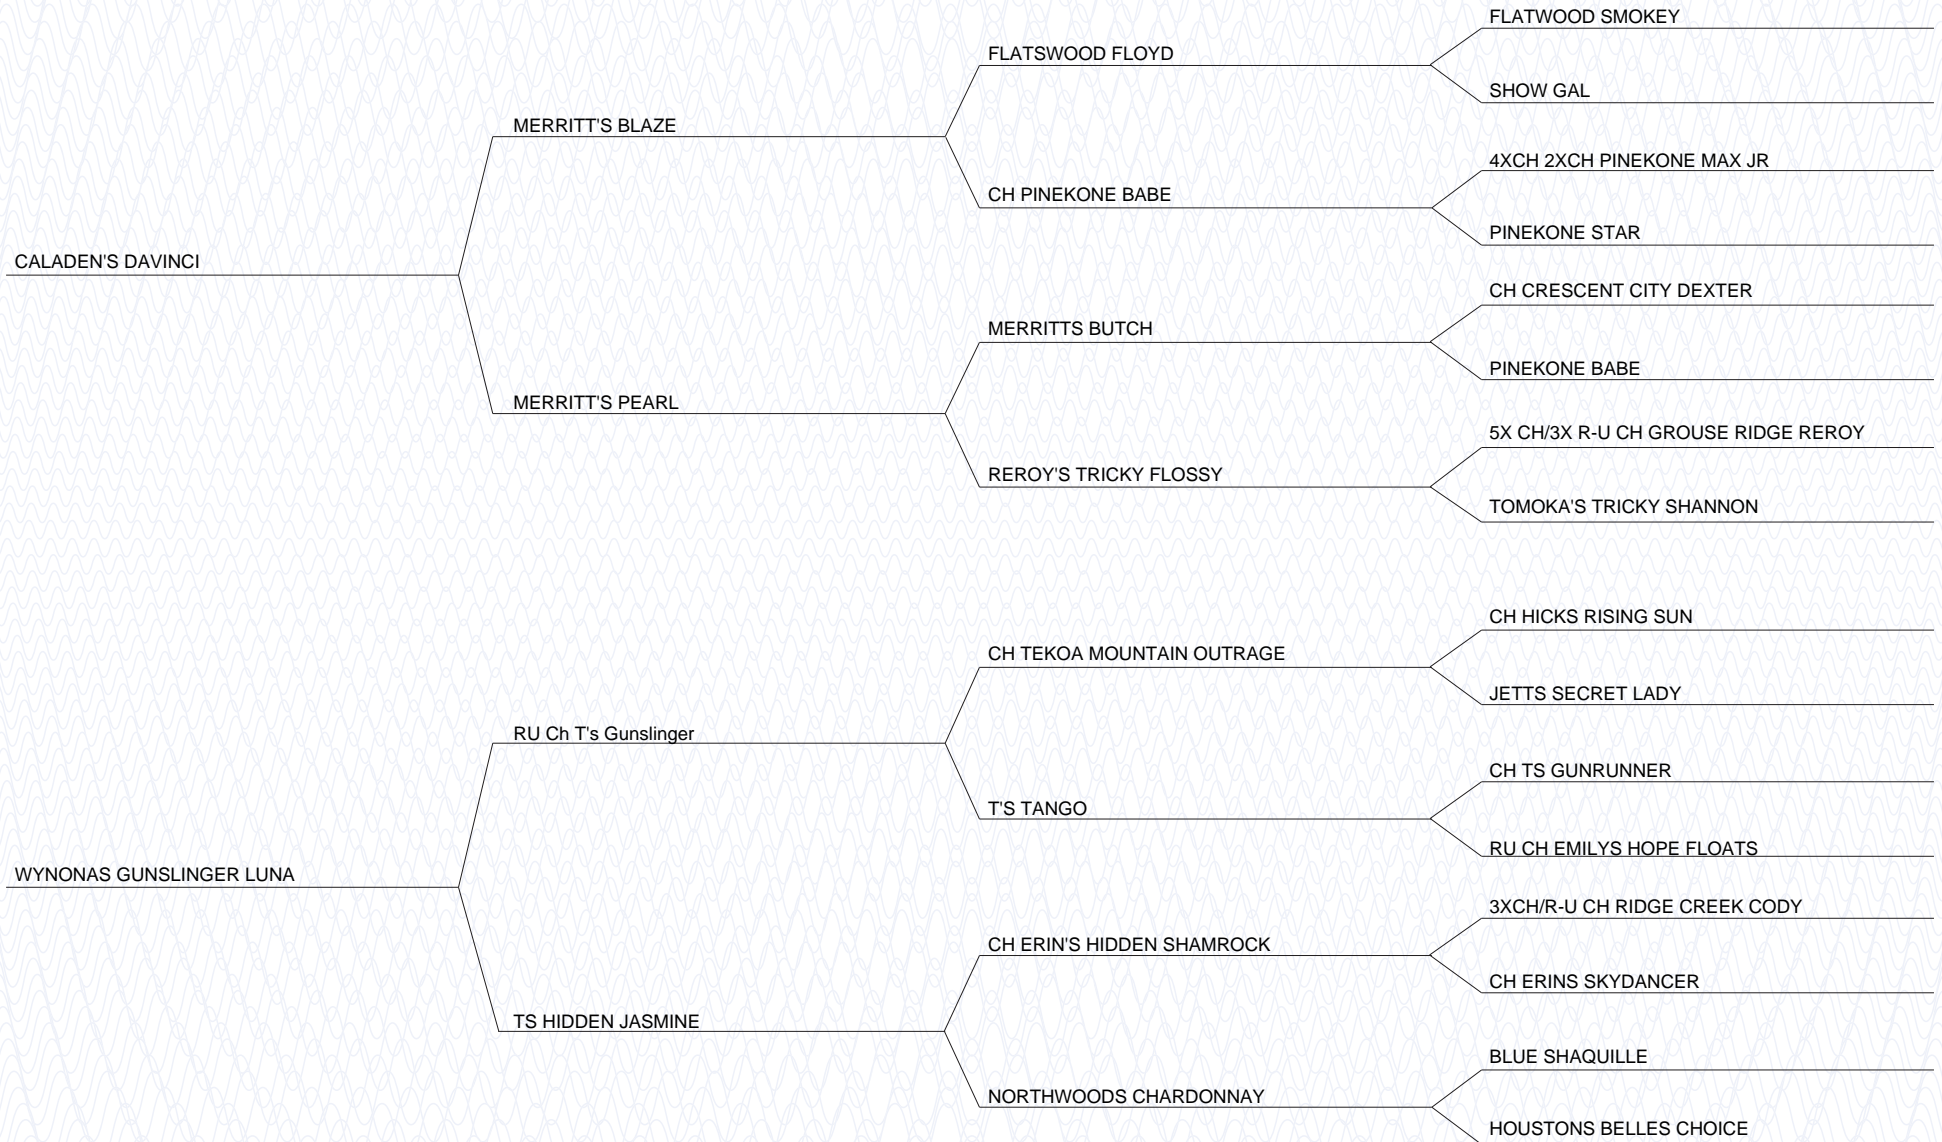 FLATWOOD SMOKEY
FLATSWOOD FLOYD
SHOW GAL
MERRITT'S BLAZE
4XCH 2XCH PINEKONE MAX JR
CH PINEKONE BABE
PINEKONE STAR
CALADEN'S DAVINCI
CH CRESCENT CITY DEXTER
MERRITTS BUTCH
PINEKONE BABE
MERRITT'S PEARL
5X CH/3X R-U CH GROUSE RIDGE REROY
REROY'S TRICKY FLOSSY
TOMOKA'S TRICKY SHANNON
CH HICKS RISING SUN
CH TEKOA MOUNTAIN OUTRAGE
JETTS SECRET LADY
RU Ch T's Gunslinger
CH TS GUNRUNNER
T'S TANGO
RU CH EMILYS HOPE FLOATS
WYNONAS GUNSLINGER LUNA
3XCH/R-U CH RIDGE CREEK CODY
CH ERIN'S HIDDEN SHAMROCK
CH ERINS SKYDANCER
TS HIDDEN JASMINE
BLUE SHAQUILLE
NORTHWOODS CHARDONNAY
HOUSTONS BELLES CHOICE